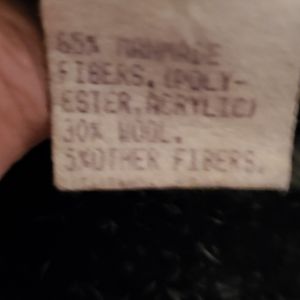 65% MANMADE
FIBERS.(POLY-
ESTER.ACRYLIC)
30% WOOL.
5%OTHER FIBERS.